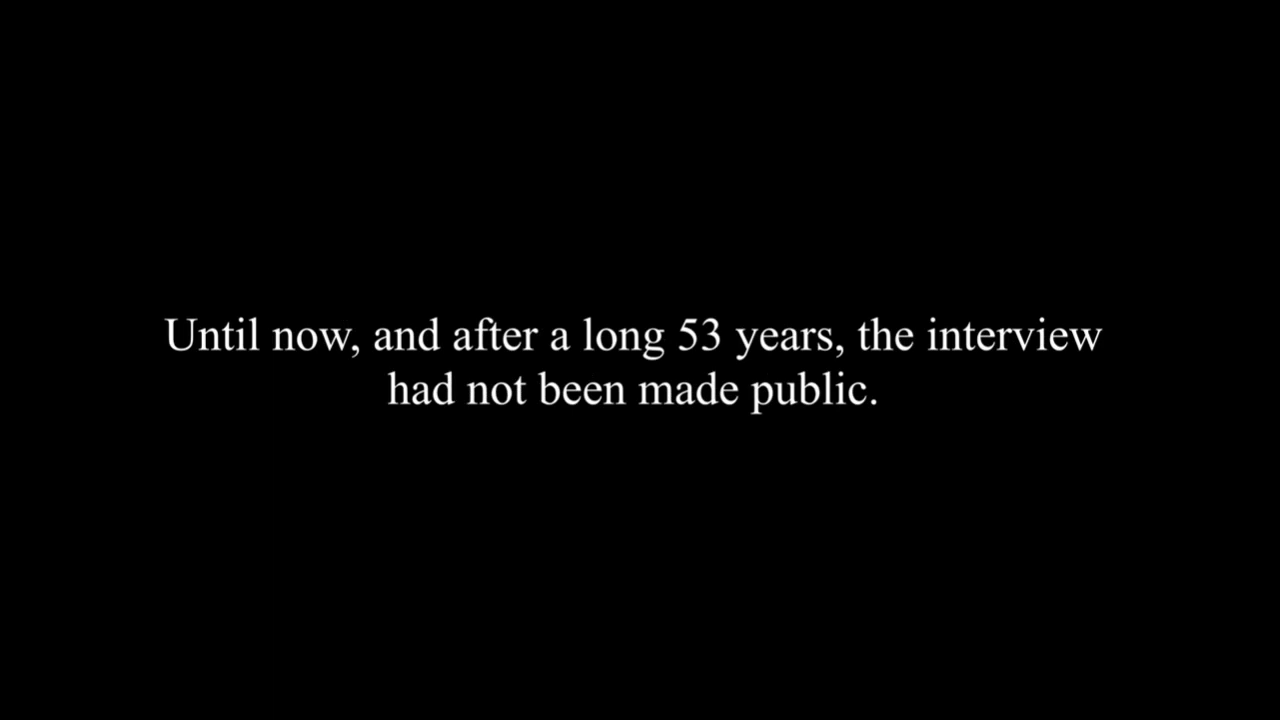 Until now, and after a long 53 years, the interview
had not been made public.